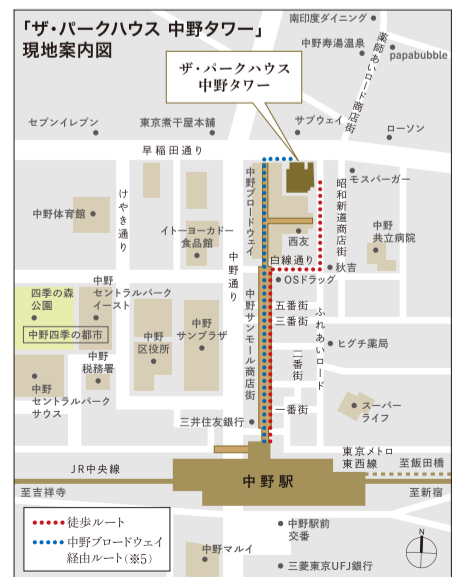 「ザ・パークハウス 中野タワー」
現地案内図
南印度ダイニング
中野寿湯温泉
薬師あいロード商店街
papabubble
ザ・パークハウス
中野タワー
セブンイレブン
東京煮干屋本舗
サブウェイ
ローソン
早稲田通り
けやき通り
中野体育館
イトーヨーカドー
食品館
中野通り
中野ブロードウェイ
西友
白線通り
昭和新道商店街
モスバーガー
中野
共立病院
秋吉
OSドラッグ
四季の森
公園
中野
セントラルパーク
イースト
中野四季の都市
中野
税務署
中野
区役所
中野
サンプラザ
中野サンモール商店街
五番街
三番街
二番街
一番街
ふれあいロード
ヒグチ薬局
中野
セントラルパーク
サウス
三井住友銀行
スーパー
ライフ
東京メトロ
東西線
至飯田橋
JR中央線
中野駅
至吉祥寺
至新宿
徒歩ルート
中野ブロードウェイ
経由ルート(※5)
中野駅前
交番
中野マルイ
三菱東京UFJ銀行
N